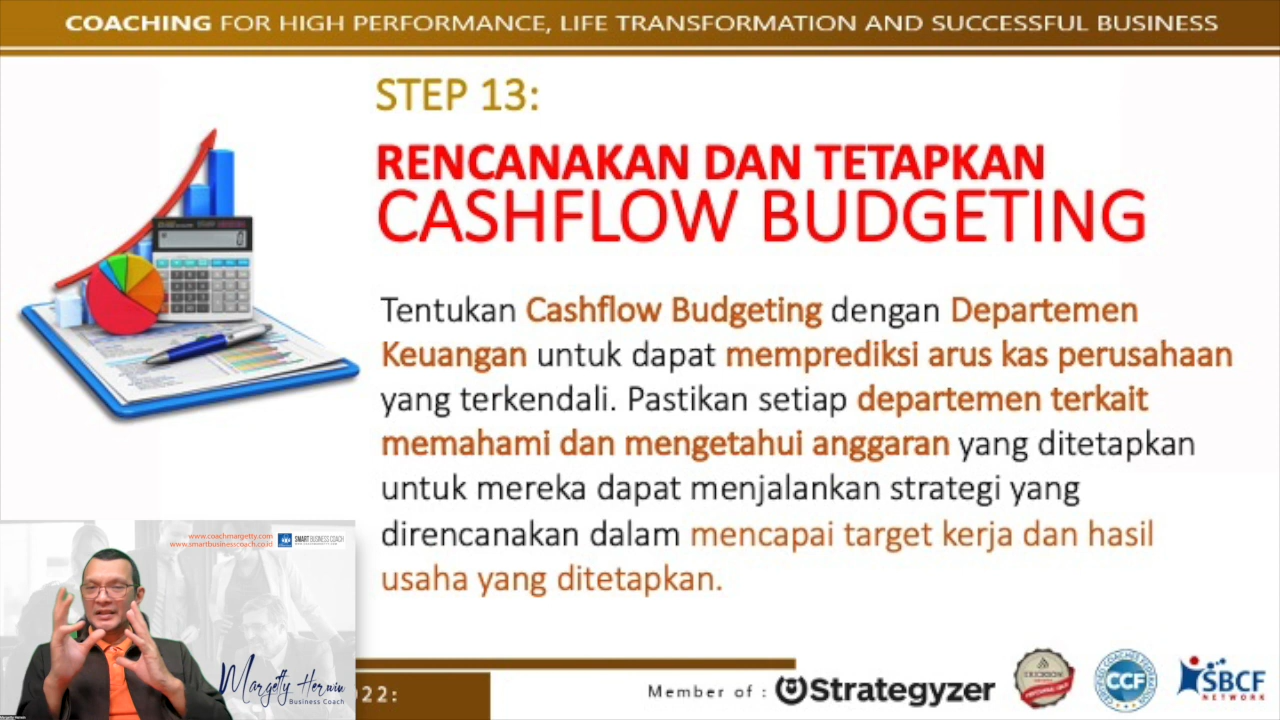 COACHING FOR HIGH PERFORMANCE, LIFE TRANSFORMATION AND SUCCESSFUL BUSINESS
STEP 13:
RENCANAKAN DAN TETAPKAN
CASHFLOW BUDGETING
Tentukan Cashflow Budgeting dengan Departemen
Keuangan untuk dapat memprediksi arus kas perusahaan
yang terkendali. Pastikan setiap departemen terkait
memahami dan mengetahui anggaran yang ditetapkan
untuk mereka dapat menjalankan strategi yang
direncanakan dalam mencapai target kerja dan hasil
usaha yang ditetapkan.
www.coachmargetty.com
www.smartbusinesscoach.co.id
SMART BUSINESS COACH
Margetty Herwin
Business Coach
Margetty Herwin
22:
Member of :
Strategyzer
CCF
SBCF
NETWORK